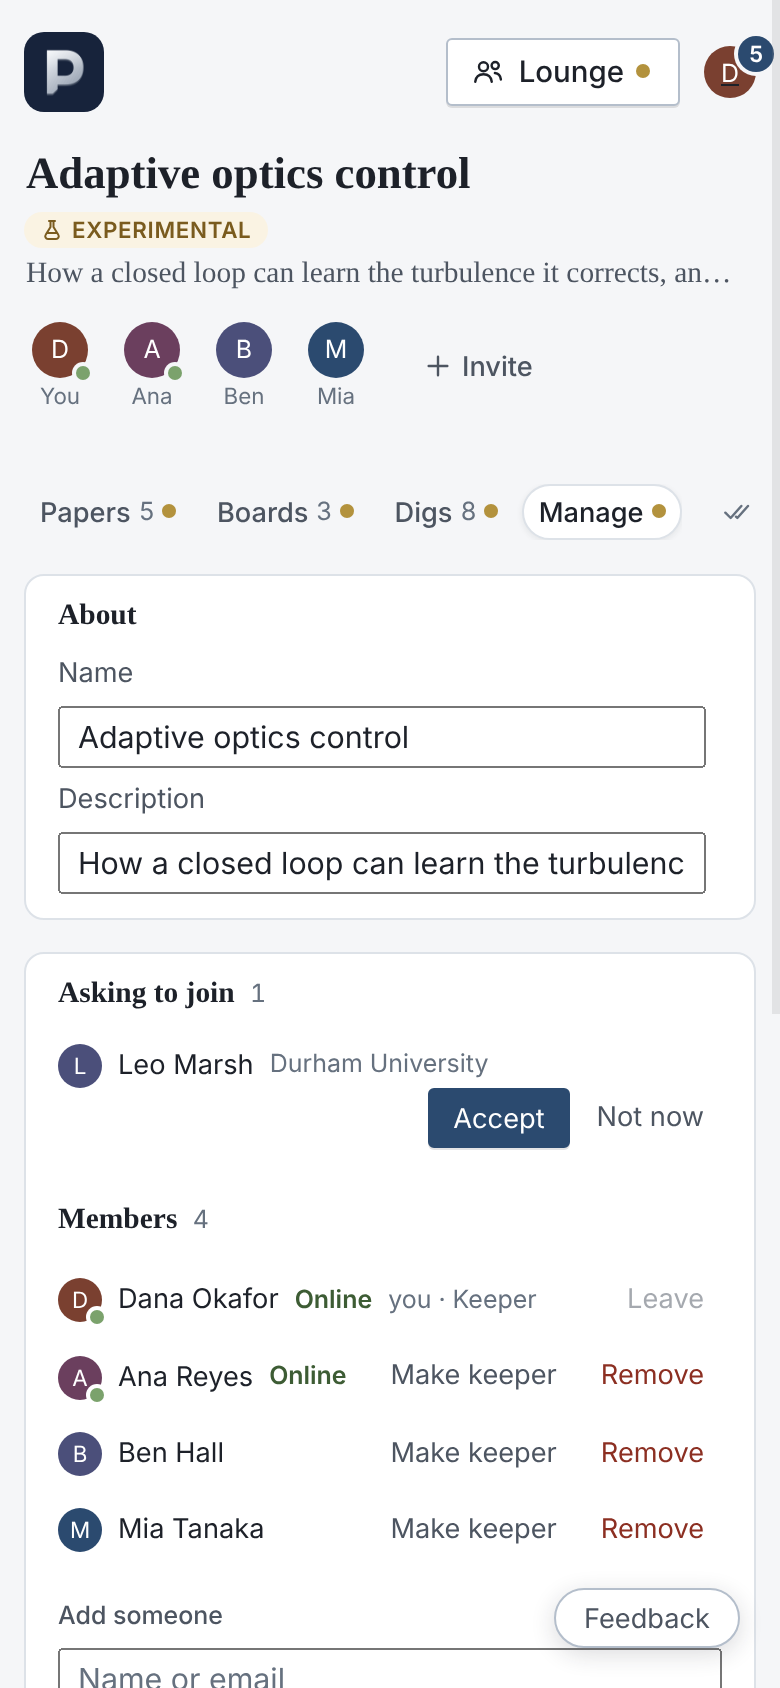 P
Lounge
D 5
Adaptive optics control
EXPERIMENTAL
How a closed loop can learn the turbulence it corrects, an…
D A B M
You Ana Ben Mia
+ Invite
Papers 5 Boards 3 Digs 8 Manage
About
Name
Adaptive optics control
Description
How a closed loop can learn the turbulenc
Asking to join 1
L Leo Marsh Durham University
Accept Not now
Members 4
D Dana Okafor Online you · Keeper Leave
A Ana Reyes Online Make keeper Remove
B Ben Hall Make keeper Remove
M Mia Tanaka Make keeper Remove
Add someone
Feedback
Name or email